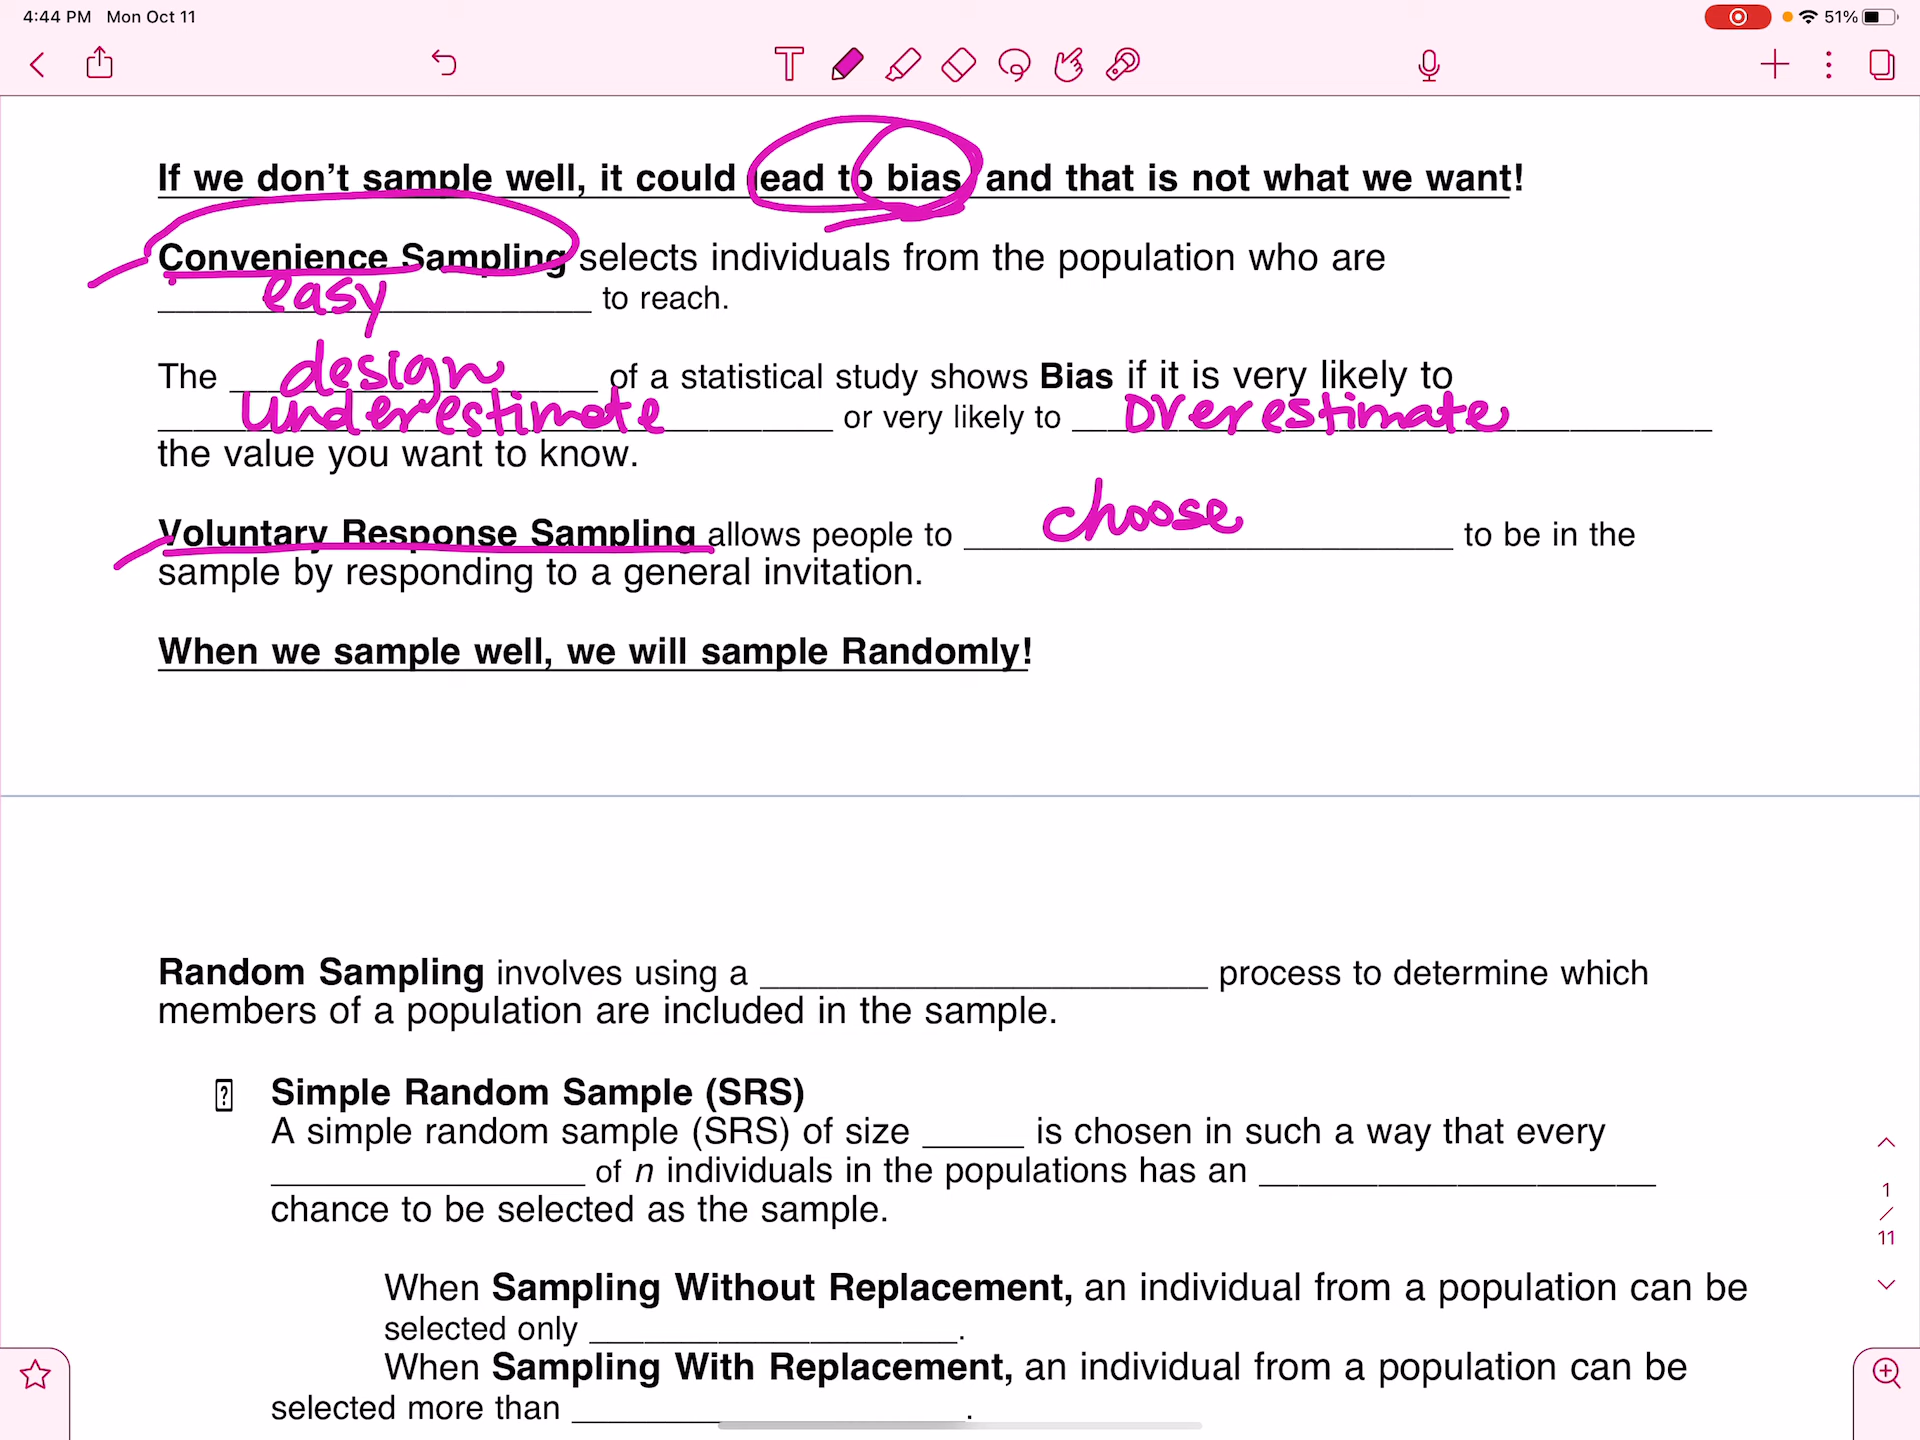 4:44 PM Mon Oct 11
51%
If we don’t sample well, it could lead to bias and that is not what we want!
Convenience Sampling selects individuals from the population who are
easy to reach.
The design of a statistical study shows Bias if it is very likely to
underestimate or very likely to overestimate
the value you want to know.
Voluntary Response Sampling allows people to choose to be in the
sample by responding to a general invitation.
When we sample well, we will sample Randomly!
Random Sampling involves using a ____________ process to determine which
members of a population are included in the sample.
Simple Random Sample (SRS)
A simple random sample (SRS) of size _____ is chosen in such a way that every
____________ of n individuals in the populations has an ____________
chance to be selected as the sample.
When Sampling Without Replacement, an individual from a population can be
selected only ____________.
When Sampling With Replacement, an individual from a population can be
selected more than ____________.
1
/
11